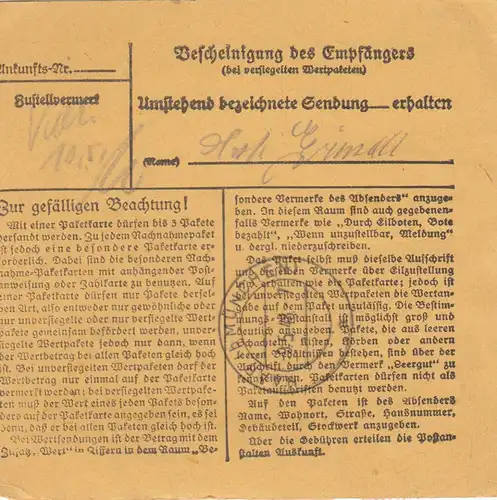 Bescheinigung des Empfängers
(bei versiegelten Wertpaketen)
Ankunfts-Nr.
Zustellvermerk
Umstehend bezeichnete Sendung erhalten
(Name)
Zur gefälligen Beachtung!
Mit einer Paketkarte dürfen bis 3 Pakete
versandt werden. Zu jedem Nachnahmepaket
ist jedoch eine besondere Paketkarte er-
forderlich. Dabei sind die besonderen Nach-
nahme-Paketkarten mit anhängender Post-
anweisung oder Zahlkarte zu benutzen. Auf
einer Paketkarte dürfen nur Pakete dersel-
ben Art, also entweder nur gewöhnliche oder
nur unversiegelte oder nur versiegelte Wert-
pakete gemeinsam befördert werden, unver-
siegelte Wertpakete jedoch nur dann, wenn
der Wertbetrag bei allen Paketen gleich hoch
ist. Bei unversiegelten Wertpaketen darf der
Wertbetrag nur einmal auf der Paketkarte
vermerkt werden; bei versiegelten Wertpake-
ten muß der Wert eines jeden Pakets beson-
ders auf der Paketkarte angegeben sein, es sei
denn, daß er bei allen Paketen gleich hoch ist.
Bei Wertsendungen ist der Betrag mit dem
Zusatz „Wert" in Ziffern in dem Raum „Be-
sondere Vermerke des Absenders" anzuge-
ben. In diesem Raum sind auch gegebenen-
falls Vermerke wie „Durch Eilboten, Bote
bezahlt", „Wenn unzustellbar, Meldung"
u. dergl. niederzuschreiben.
Das Paket selbst muß dieselbe Aufschrift
und dieselben Vermerke über Eilzustellung
usw. erhalten wie die Paketkarte; jedoch ist
bei unversiegelten Wertpaketen die Wertan-
gabe auf dem Paket unzulässig. Die Bestim-
mungs-Postanstalt ist möglichst groß und
deutlich anzugeben. Pakete, die aus leeren
Schachteln, Kisten, Körben oder andern
leeren Behältnissen bestehen, sind über der
Aufschrift durch den Vermerk „Leergut" zu
kennzeichnen. Paketkarten dürfen nicht als
Paketaufschriften benutzt werden.
Auf den Paketen ist des Absenders
Name, Wohnort, Straße, Hausnummer,
Gebäudeteil, Stockwerk anzugeben.
Über die Gebühren erteilen die Postan-
stalten Auskunft.